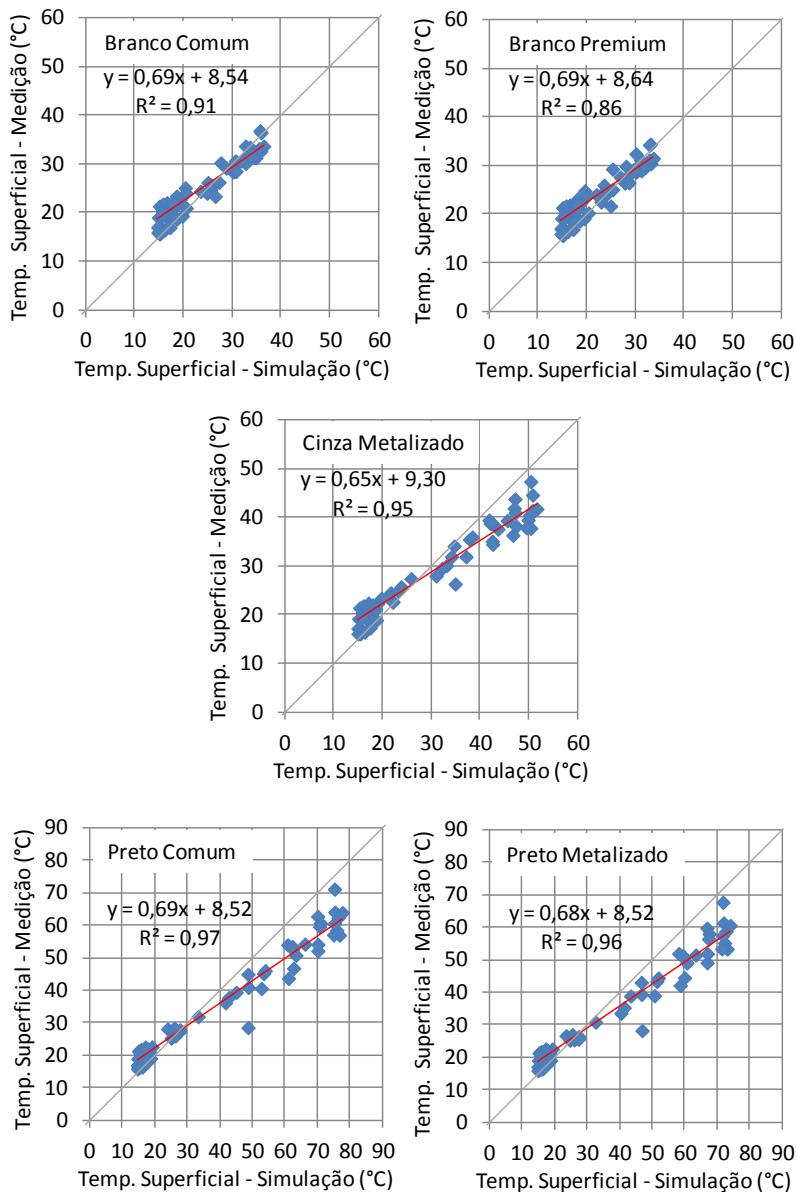 Temp. Superficial - Medição (°C)
60
50
40
30
20
10
0
Branco Comum
y = 0,69x + 8,54
R² = 0,91
0 10 20 30 40 50 60
Temp. Superficial - Simulação (°C)
Temp. Superficial - Medição (°C)
60
50
40
30
20
10
0
Branco Premium
y = 0,69x + 8,64
R² = 0,86
0 10 20 30 40 50 60
Temp. Superficial - Simulação (°C)
Temp. Superficial - Medição (°C)
60
50
40
30
20
10
0
Cinza Metalizado
y = 0,65x + 9,30
R² = 0,95
0 10 20 30 40 50 60
Temp. Superficial - Simulação (°C)
Temp. Superficial - Medição (°C)
90
80
70
60
50
40
30
20
10
0
Preto Comum
y = 0,69x + 8,52
R² = 0,97
0 10 20 30 40 50 60 70 80 90
Temp. Superficial - Simulação (°C)
Temp. Superficial - Medição (°C)
90
80
70
60
50
40
30
20
10
0
Preto Metalizado
y = 0,68x + 8,52
R² = 0,96
0 10 20 30 40 50 60 70 80 90
Temp. Superficial - Simulação (°C)